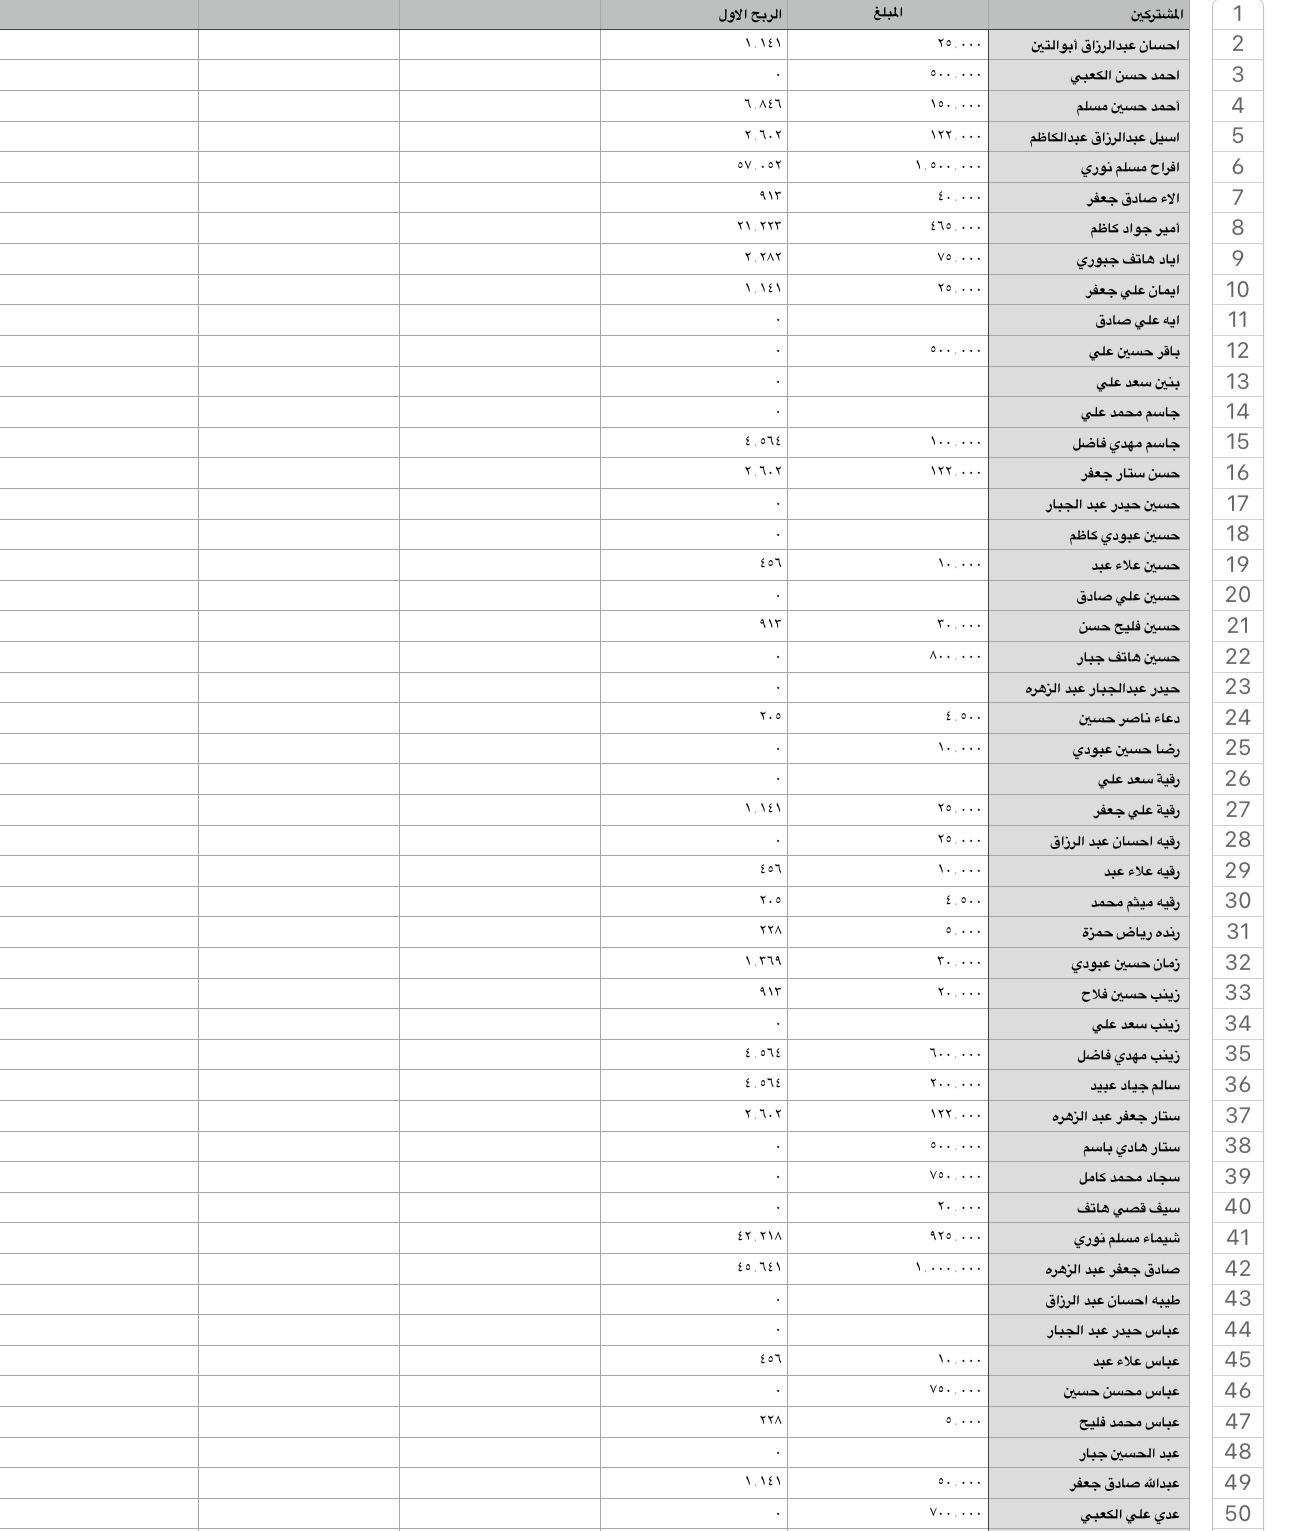 1 المشتركين المبلغ الربح الاول
2 احسان عبدالرزاق أبوالتين ٢٥.٠٠٠ ١.١٤١
3 احمد حسن الكعبي ٥٠٠.٠٠٠ ٠
4 أحمد حسين مسلم ١٥٠.٠٠٠ ٦.٨٤٦
5 اسيل عبدالرزاق عبدالكاظم ١٢٢.٠٠٠ ٢.٦٠٢
6 افراح مسلم نوري ١.٥٠٠.٠٠٠ ٥٧.٠٥٢
7 الاء صادق جعفر ٤٠.٠٠٠ ٩١٣
8 أمير جواد كاظم ٤٦٥.٠٠٠ ٢١.٢٢٣
9 اياد هاتف جبوري ٧٥.٠٠٠ ٢.٢٨٢
10 ايمان علي جعفر ٢٥.٠٠٠ ١.١٤١
11 ايه علي صادق ٠
12 باقر حسين علي ٥٠٠.٠٠٠ ٠
13 بنين سعد علي ٠
14 جاسم محمد علي ٠
15 جاسم مهدي فاضل ١٠٠.٠٠٠ ٤.٥٦٤
16 حسن ستار جعفر ١٢٢.٠٠٠ ٢.٦٠٢
17 حسين حيدر عبد الجبار ٠
18 حسين عبودي كاظم ٠
19 حسين علاء عبد ١٠.٠٠٠ ٤٥٦
20 حسين علي صادق ٠
21 حسين فليح حسن ٣٠.٠٠٠ ٩١٣
22 حسين هاتف جبار ٨٠٠.٠٠٠ ٠
23 حيدر عبدالجبار عبد الزهره ٠
24 دعاء ناصر حسين ٤.٥٠٠ ٢٠٥
25 رضا حسين عبودي ١٠.٠٠٠ ٠
26 رقية سعد علي ٠
27 رقية علي جعفر ٢٥.٠٠٠ ١.١٤١
28 رقيه احسان عبد الرزاق ٢٥.٠٠٠ ٠
29 رقيه علاء عبد ١٠.٠٠٠ ٤٥٦
30 رقيه ميثم محمد ٤.٥٠٠ ٢٠٥
31 رنده رياض حمزة ٥.٠٠٠ ٢٢٨
32 زمان حسين عبودي ٣٠.٠٠٠ ١.٣٦٩
33 زينب حسين فلاح ٢٠.٠٠٠ ٩١٣
34 زينب سعد علي ٠
35 زينب مهدي فاضل ٦٠٠.٠٠٠ ٤.٥٦٤
36 سالم جياد عبيد ٢٠٠.٠٠٠ ٤.٥٦٤
37 ستار جعفر عبد الزهره ١٢٢.٠٠٠ ٢.٦٠٢
38 ستار هادي باسم ٥٠٠.٠٠٠ ٠
39 سجاد محمد كامل ٧٥٠.٠٠٠ ٠
40 سيف قصي هاتف ٢٠.٠٠٠ ٠
41 شيماء مسلم نوري ٩٢٥.٠٠٠ ٤٢.٢١٨
42 صادق جعفر عبد الزهره ١.٠٠٠.٠٠٠ ٤٥.٦٤١
43 طيبه احسان عبد الرزاق ٠
44 عباس حيدر عبد الجبار ٠
45 عباس علاء عبد ١٠.٠٠٠ ٤٥٦
46 عباس محسن حسين ٧٥٠.٠٠٠ ٠
47 عباس محمد فليح ٥.٠٠٠ ٢٢٨
48 عبد الحسين جبار ٠
49 عبدالله صادق جعفر ٥٠.٠٠٠ ١.١٤١
50 عدي علي الكعبي ٧٠٠.٠٠٠ ٠